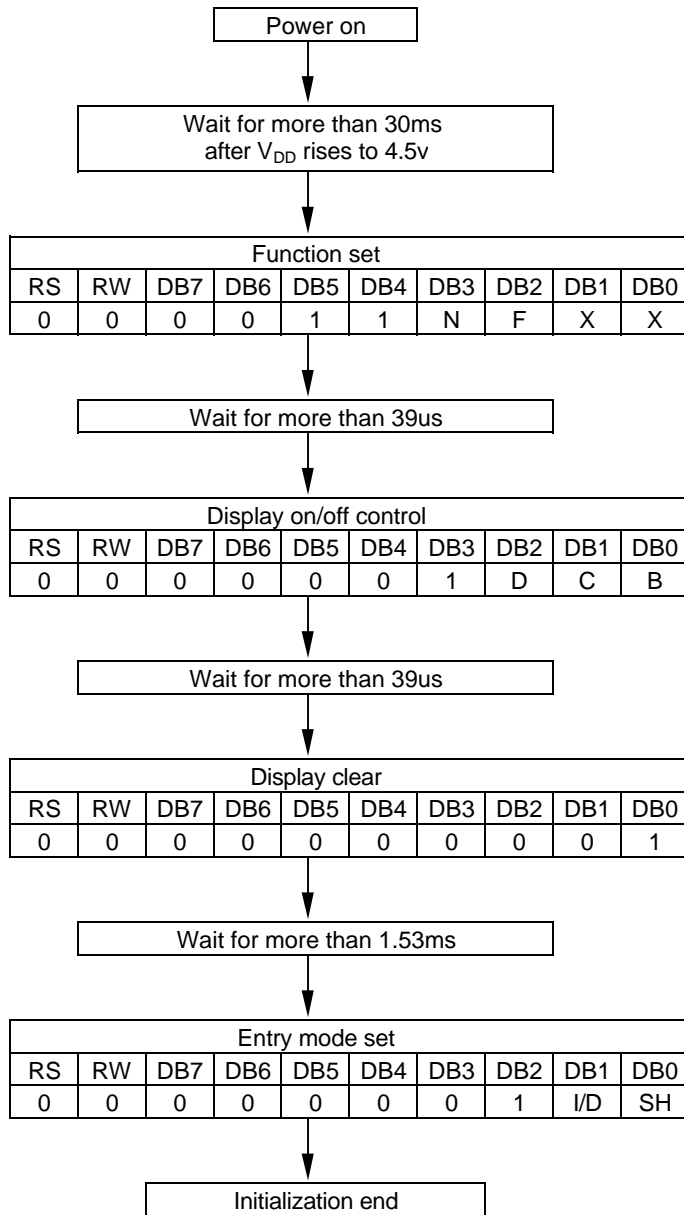 Power on
Wait for more than 30ms
after VDD rises to 4.5v
Function set
RS RW DB7 DB6 DB5 DB4 DB3 DB2 DB1 DB0
0 0 0 0 1 1 N F X X
Wait for more than 39us
Display on/off control
RS RW DB7 DB6 DB5 DB4 DB3 DB2 DB1 DB0
0 0 0 0 0 0 1 D C B
Wait for more than 39us
Display clear
RS RW DB7 DB6 DB5 DB4 DB3 DB2 DB1 DB0
0 0 0 0 0 0 0 0 0 1
Wait for more than 1.53ms
Entry mode set
RS RW DB7 DB6 DB5 DB4 DB3 DB2 DB1 DB0
0 0 0 0 0 0 0 1 I/D SH
Initialization end